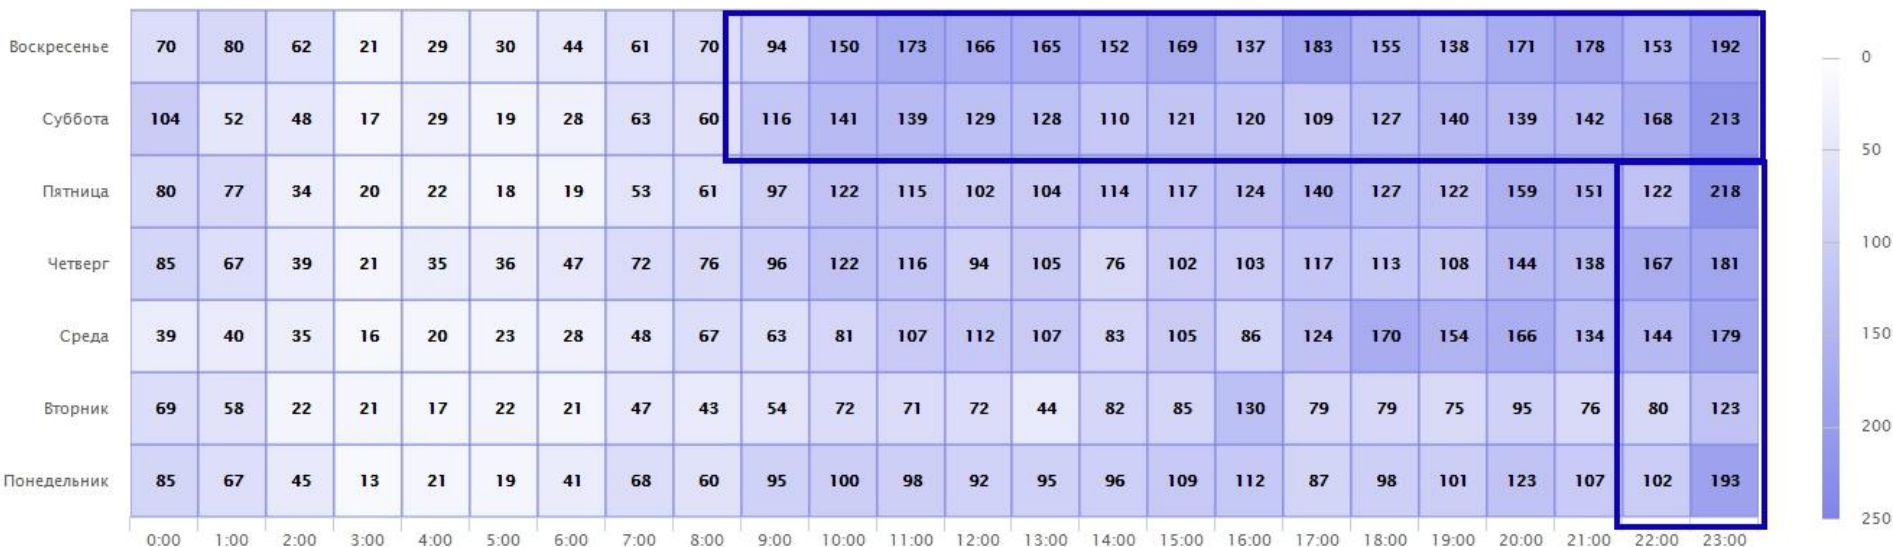 Воскресенье 70 80 62 21 29 30 44 61 70 94 150 173 166 165 152 169 137 183 155 138 171 178 153 192
Суббота 104 52 48 17 29 19 28 63 60 116 141 139 129 128 110 121 120 109 127 140 139 142 168 213
Пятница 80 77 34 20 22 18 19 53 61 97 122 115 102 104 114 117 124 140 127 122 159 151 122 218
Четверг 85 67 39 21 35 36 47 72 76 96 122 116 94 105 76 102 103 117 113 108 144 138 167 181
Среда 39 40 35 16 20 23 28 48 67 63 81 107 112 107 83 105 86 124 170 154 166 134 144 179
Вторник 69 58 22 21 17 22 21 47 43 54 72 71 72 44 82 85 130 79 79 75 95 76 80 123
Понедельник 85 67 45 13 21 19 41 68 60 95 100 98 92 95 96 109 112 87 98 101 123 107 102 193
0:00 1:00 2:00 3:00 4:00 5:00 6:00 7:00 8:00 9:00 10:00 11:00 12:00 13:00 14:00 15:00 16:00 17:00 18:00 19:00 20:00 21:00 22:00 23:00
0
50
100
150
200
250